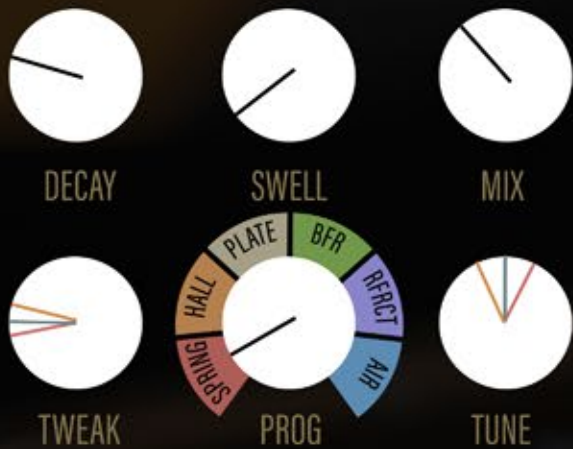 DECAY SWELL MIX
PLATE BFR
HALL RFRCT
SPRING AIR
TWEAK PROG TUNE